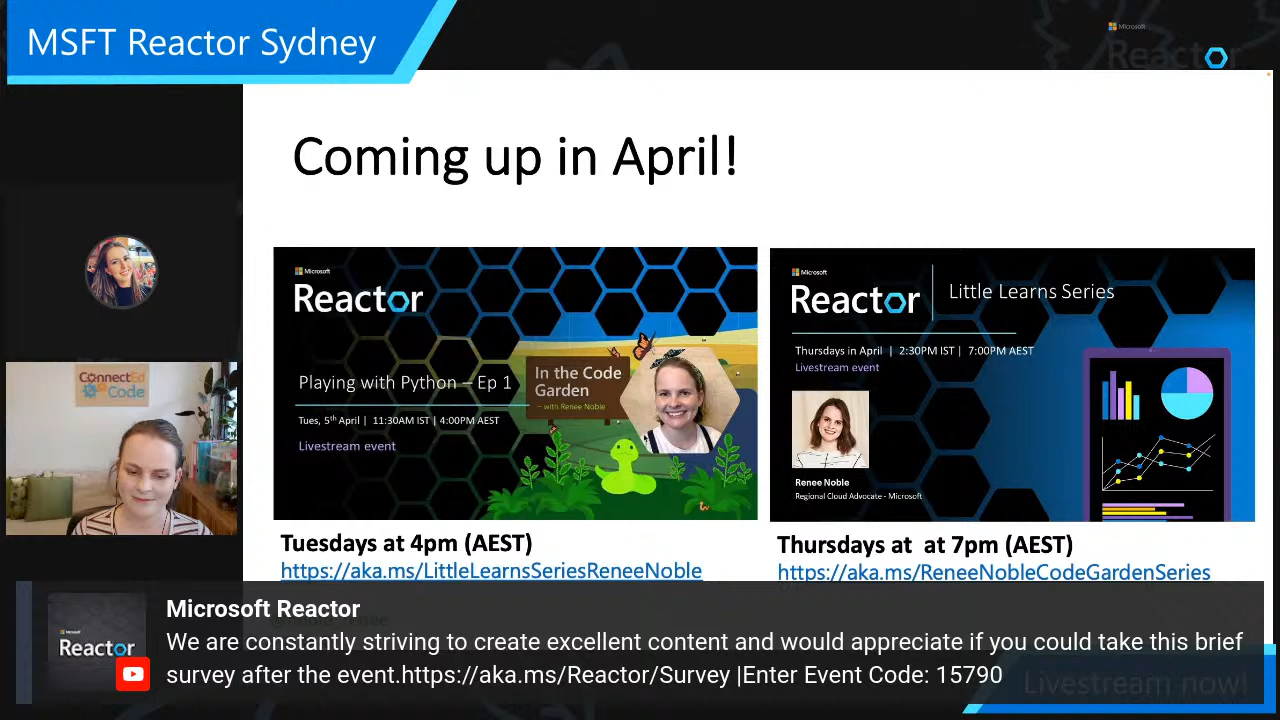 MSFT Reactor Sydney
Microsoft
Reactor
Coming up in April!
ConnectEd
Code
Microsoft
Reactor
Playing with Python – Ep 1
Tues, 5th April | 11:30AM IST | 4:00PM AEST
Livestream event
In the Code
Garden
– with Renee Noble
Tuesdays at 4pm (AEST)
https://aka.ms/LittleLearnsSeriesReneeNoble
Microsoft
Reactor
Little Learns Series
Thursdays in April | 2:30PM IST | 7:00PM AEST
Livestream event
Renee Noble
Regional Cloud Advocate - Microsoft
Thursdays at  at 7pm (AEST)
https://aka.ms/ReneeNobleCodeGardenSeries
Microsoft
Reactor
Microsoft Reactor
We are constantly striving to create excellent content and would appreciate if you could take this brief
survey after the event.https://aka.ms/Reactor/Survey |Enter Event Code: 15790
Livestream now!